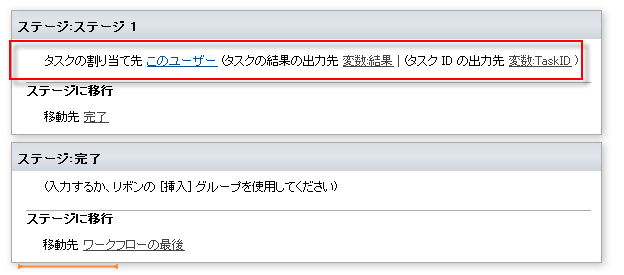 ステージ:ステージ 1
タスクの割り当て先 このユーザー (タスクの結果の出力先 変数:結果 | (タスク ID の出力先 変数:TaskID )
ステージに移行
移動先 完了
ステージ:完了
(入力するか、リボンの [挿入] グループを使用してください)
ステージに移行
移動先 ワークフローの最後